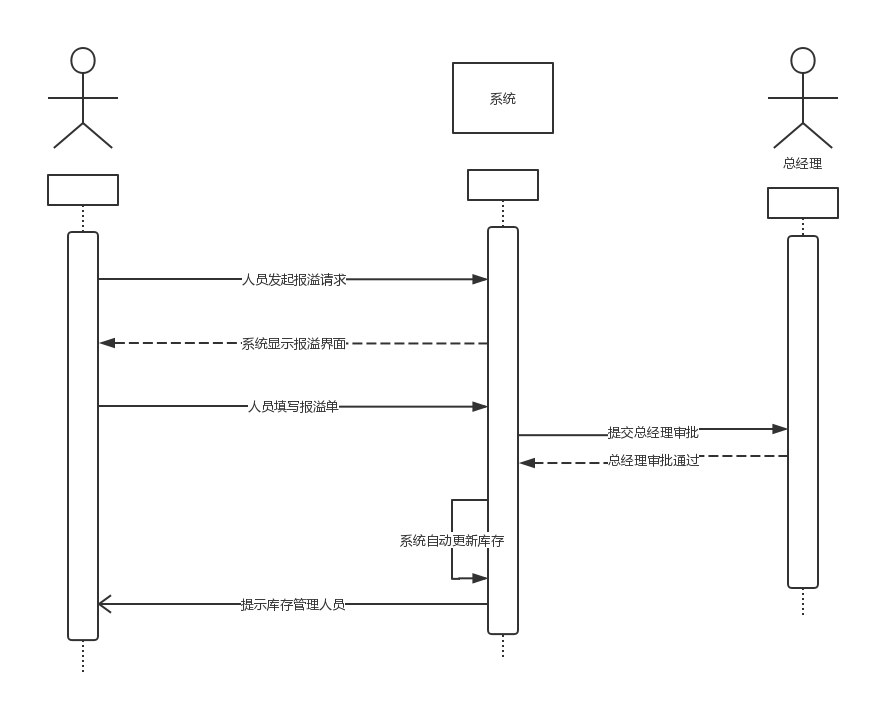 系统
总经理
人员发起报溢请求
系统显示报溢界面
人员填写报溢单
提交总经理审批
总经理审批通过
系统自动更新库存
提示库存管理人员